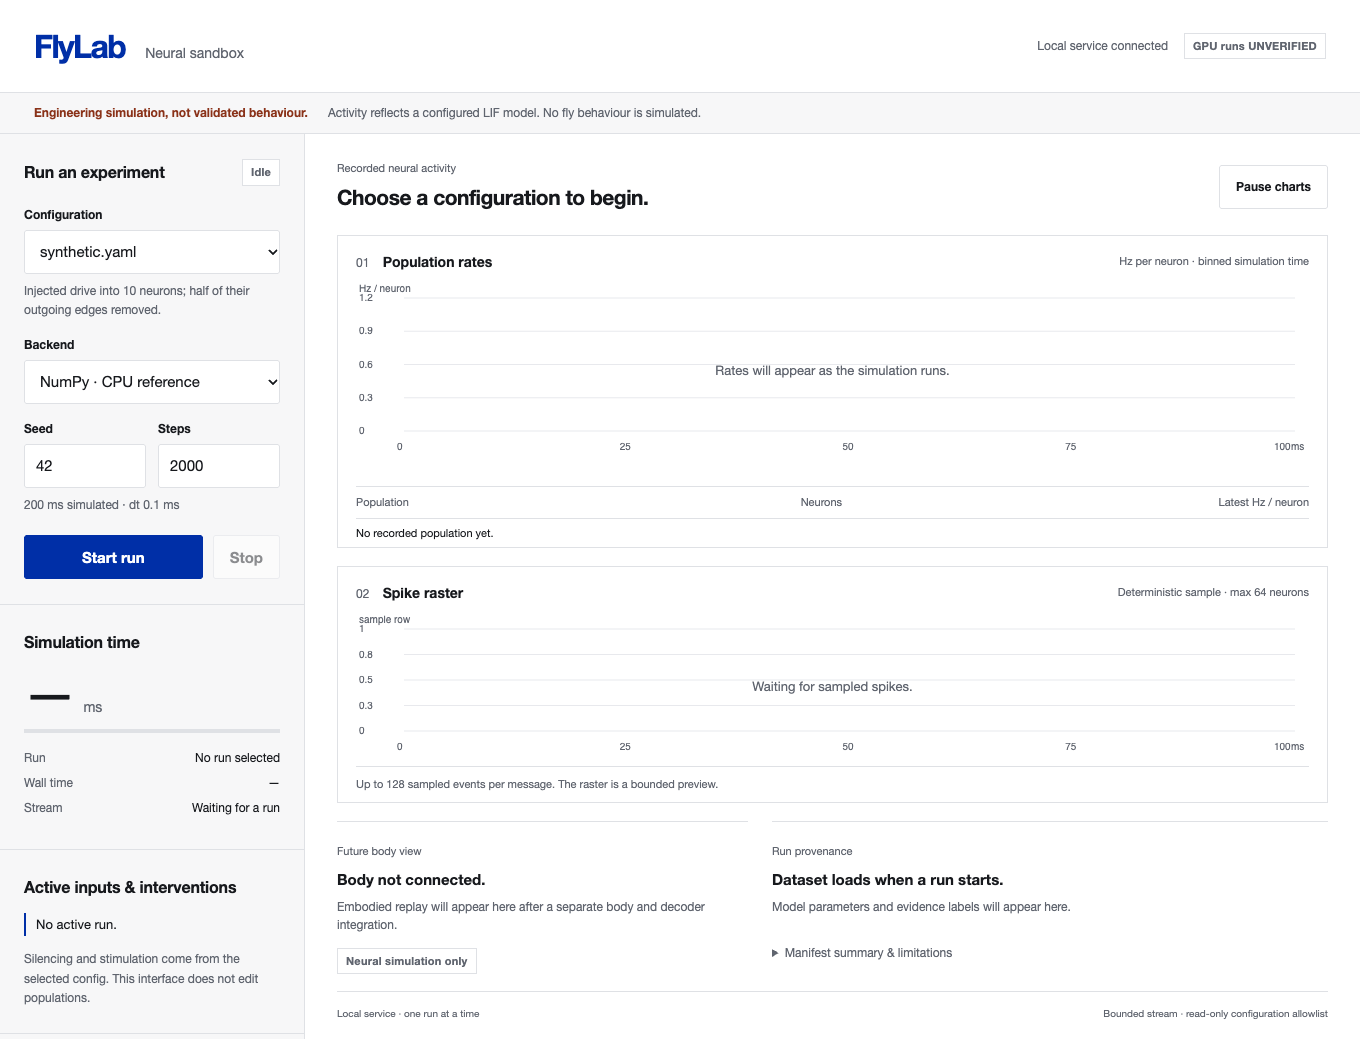 FlyLab
Neural sandbox
Local service connected
GPU runs UNVERIFIED
Engineering simulation, not validated behaviour.
Activity reflects a configured LIF model. No fly behaviour is simulated.
Run an experiment
Idle
Configuration
synthetic.yaml
Injected drive into 10 neurons; half of their
outgoing edges removed.
Backend
NumPy · CPU reference
Seed
Steps
42
2000
200 ms simulated · dt 0.1 ms
Start run
Stop
Simulation time
—
ms
Run
No run selected
Wall time
—
Stream
Waiting for a run
Active inputs & interventions
No active run.
Silencing and stimulation come from the
selected config. This interface does not edit
populations.
Recorded neural activity
Choose a configuration to begin.
Pause charts
01 Population rates
Hz per neuron · binned simulation time
Hz / neuron
1.2
0.9
0.6
0.3
0
Rates will appear as the simulation runs.
0 25 50 75 100ms
Population Neurons Latest Hz / neuron
No recorded population yet.
02 Spike raster
Deterministic sample · max 64 neurons
sample row
1
0.8
0.5
0.3
0
Waiting for sampled spikes.
0 25 50 75 100ms
Up to 128 sampled events per message. The raster is a bounded preview.
Future body view
Body not connected.
Embodied replay will appear here after a separate body and decoder
integration.
Neural simulation only
Run provenance
Dataset loads when a run starts.
Model parameters and evidence labels will appear here.
Manifest summary & limitations
Local service · one run at a time
Bounded stream · read-only configuration allowlist